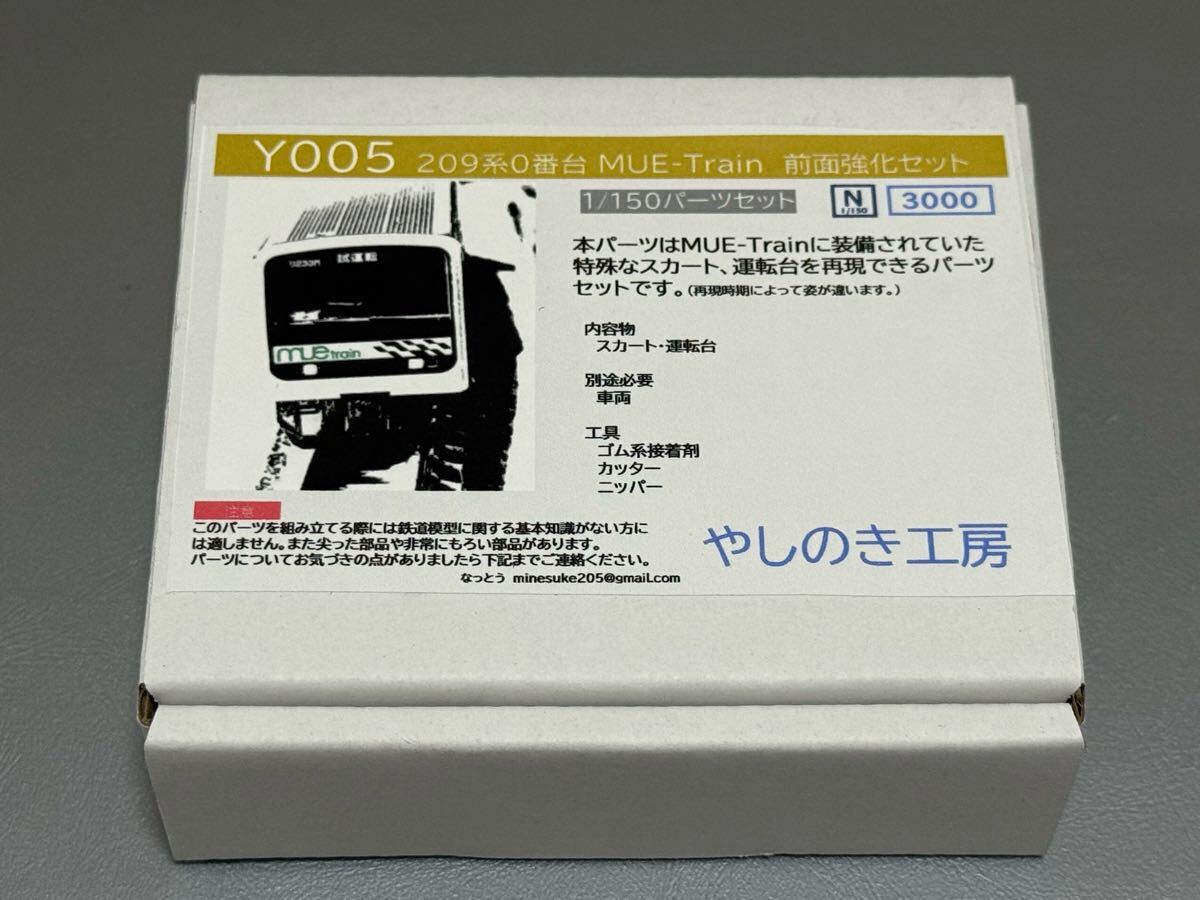 Y005 209系0番台 MUE-Train 前面強化セット
1/150パーツセット
N
1/150
3000
本パーツはMUE-Trainに装備されていた
特殊なスカート、運転台を再現できるパーツ
セットです。(再現時期によって姿が違います。)
試運転
mue train
内容物
スカート・運転台
別途必要
車両
工具
ゴム系接着剤
カッター
ニッパー
注意
このパーツを組み立てる際には鉄道模型に関する基本知識がない方に
は適しません。また尖った部品や非常にもろい部品があります。
パーツについてお気づきの点がありましたら下記までご連絡ください。
なっとう minesuke205@gmail.com
やしのき工房